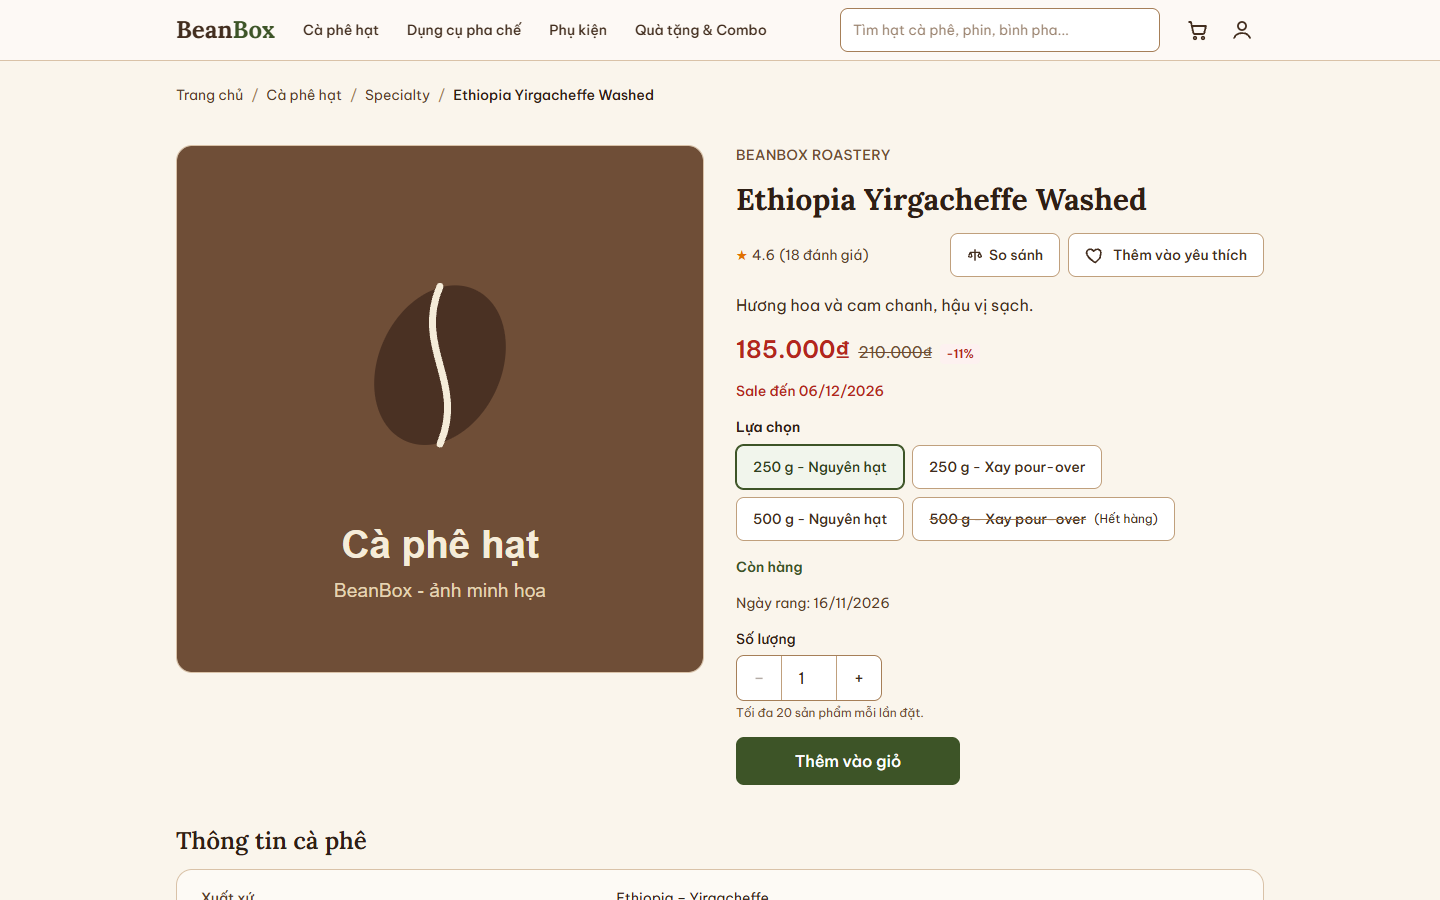 BeanBox Cà phê hạt Dụng cụ pha chế Phụ kiện Quà tặng & Combo Tìm hạt cà phê, phin, bình pha...
Trang chủ / Cà phê hạt / Specialty / Ethiopia Yirgacheffe Washed
Cà phê hạt
BeanBox - ảnh minh họa
BEANBOX ROASTERY
Ethiopia Yirgacheffe Washed
★ 4.6 (18 đánh giá) So sánh Thêm vào yêu thích
Hương hoa và cam chanh, hậu vị sạch.
185.000₫ 210.000₫ -11%
Sale đến 06/12/2026
Lựa chọn
250 g - Nguyên hạt 250 g - Xay pour-over
500 g - Nguyên hạt 500 g - Xay pour-over (Hết hàng)
Còn hàng
Ngày rang: 16/11/2026
Số lượng
− 1 +
Tối đa 20 sản phẩm mỗi lần đặt.
Thêm vào giỏ
Thông tin cà phê
Xuất xứ Ethiopia – Yirgacheffe